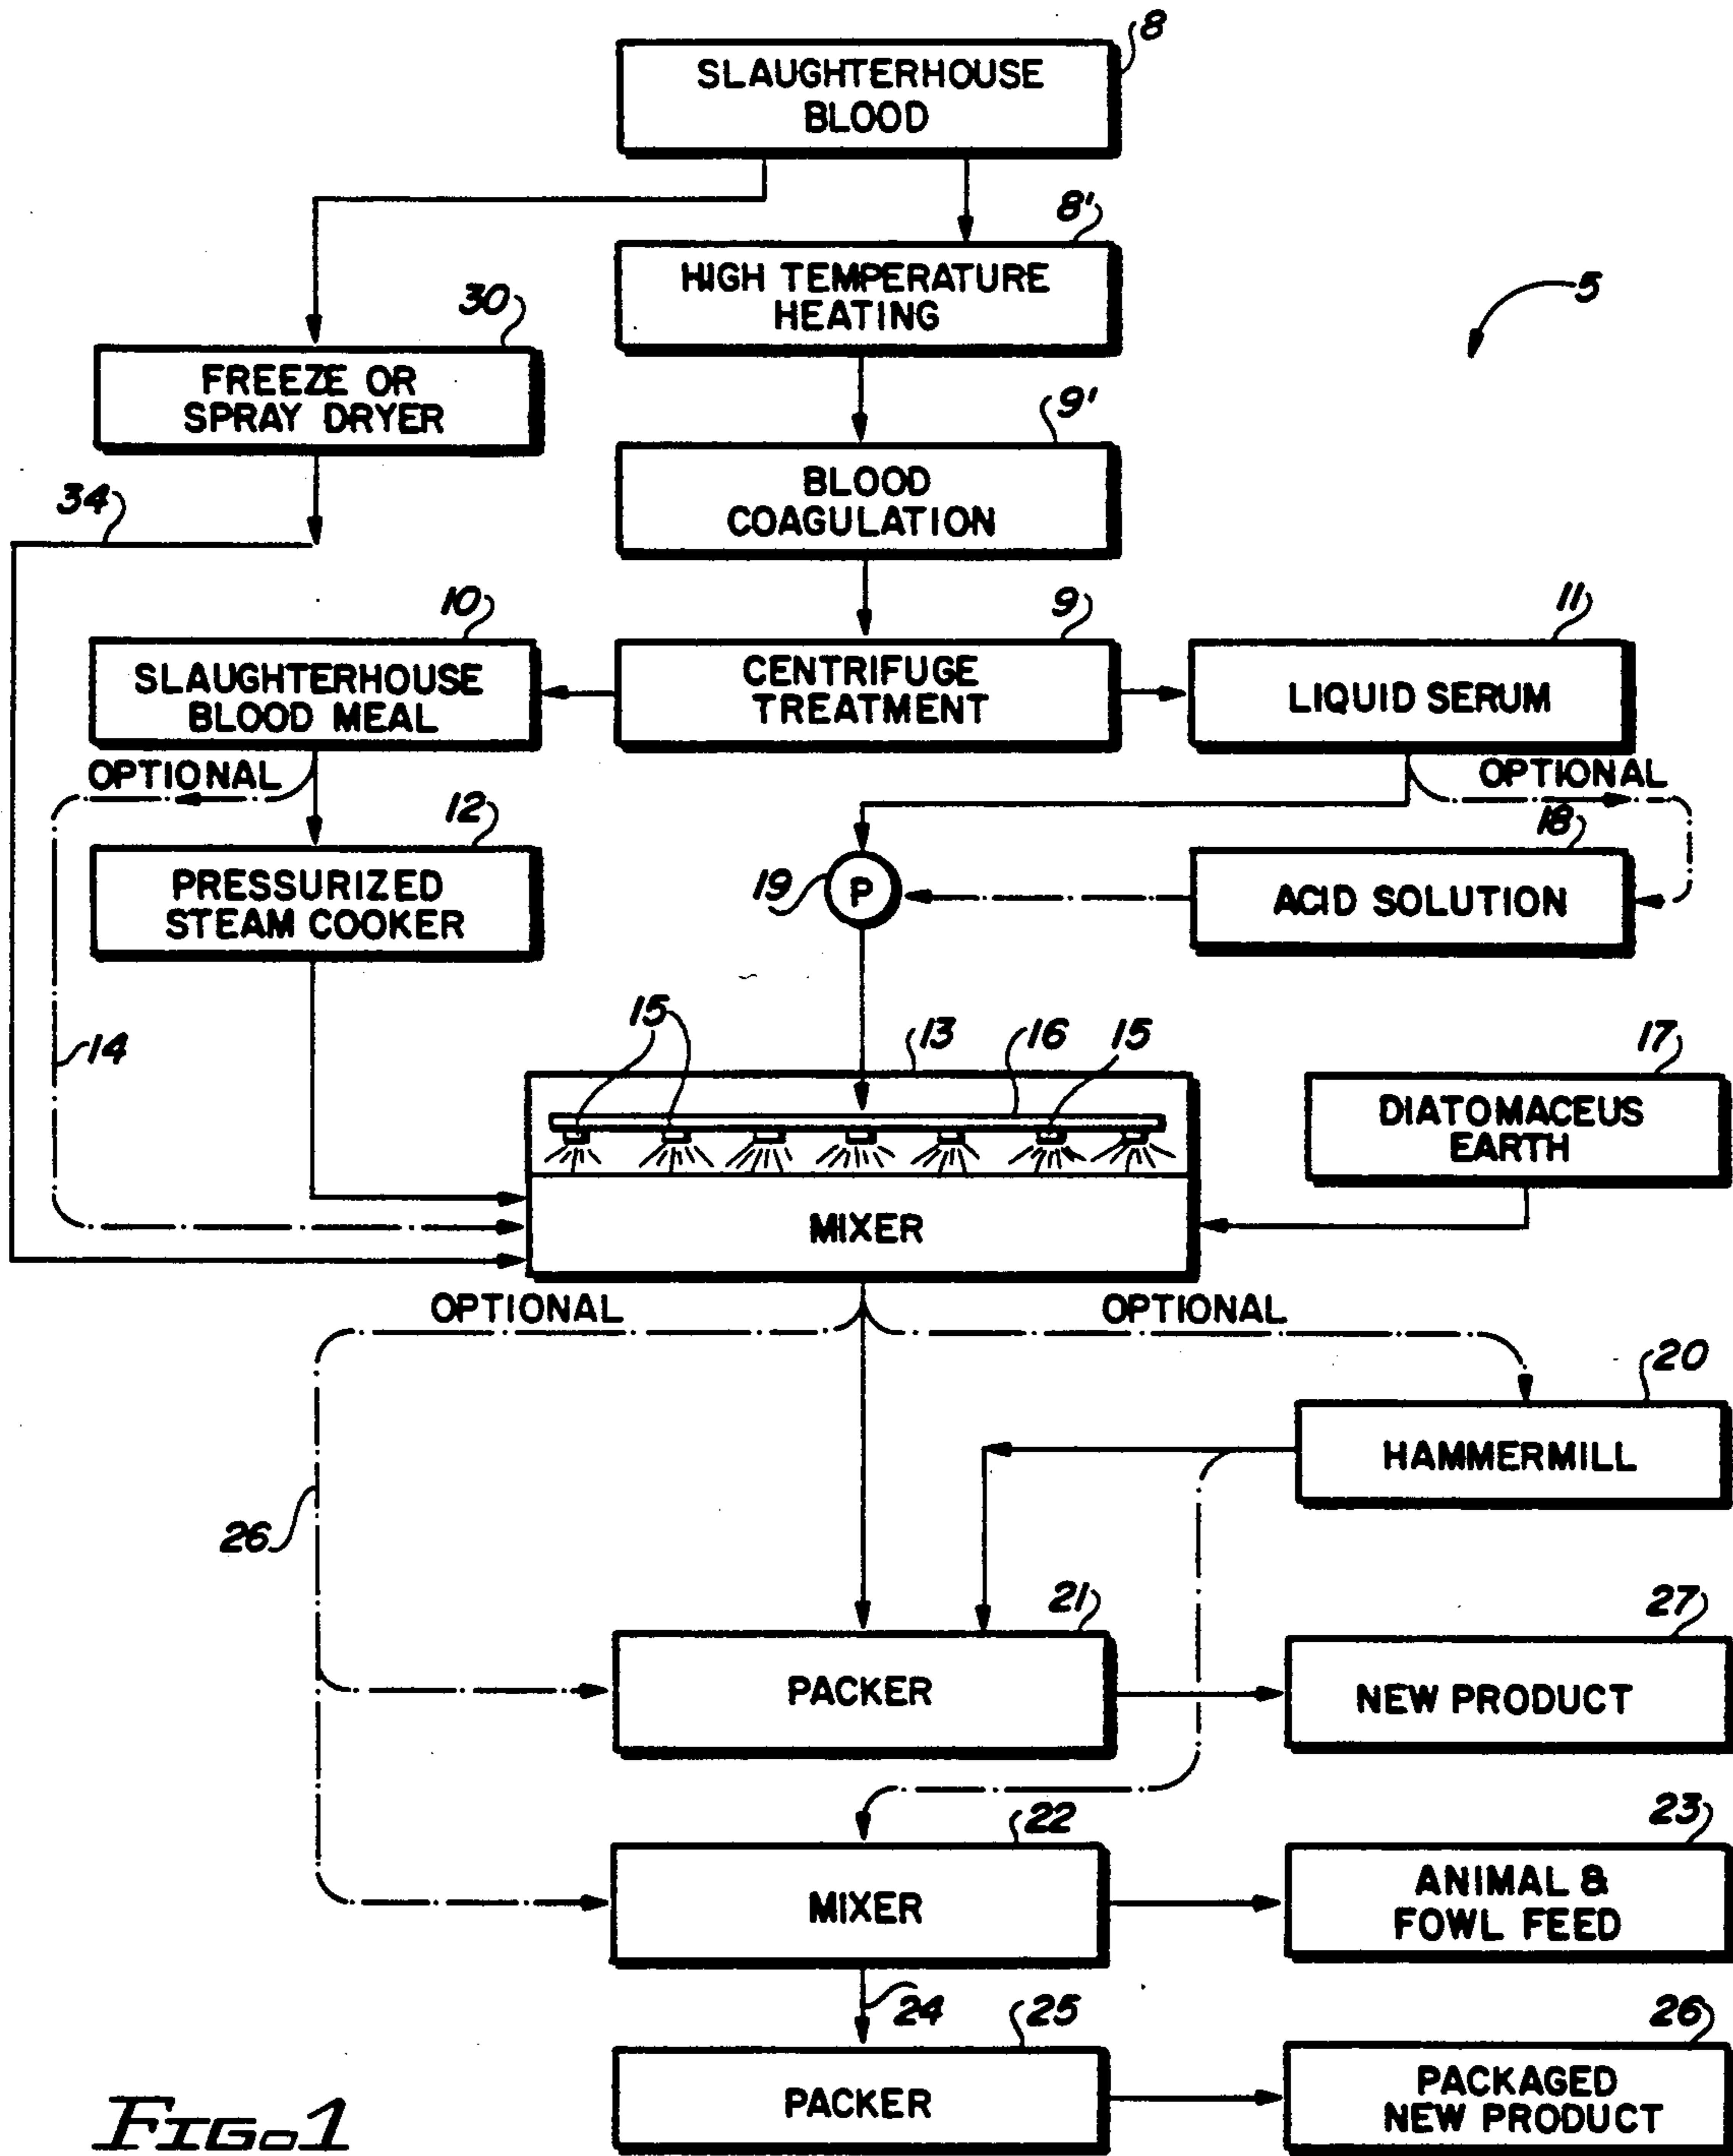 8
SLAUGHTERHOUSE
BLOOD
8'
HIGH TEMPERATURE
HEATING
5
30
FREEZE OR
SPRAY DRYER
9'
BLOOD
COAGULATION
34
10
SLAUGHTERHOUSE
BLOOD MEAL
9
CENTRIFUGE
TREATMENT
11
LIQUID SERUM
OPTIONAL
OPTIONAL
12
PRESSURIZED
STEAM COOKER
19
P
18
ACID SOLUTION
14
15
13
16
15
17
DIATOMACEUS
EARTH
MIXER
OPTIONAL
OPTIONAL
20
HAMMERMILL
26
21
PACKER
27
NEW PRODUCT
22
MIXER
23
ANIMAL &
FOWL FEED
24
25
PACKER
26
PACKAGED
NEW PRODUCT
FIG. 1